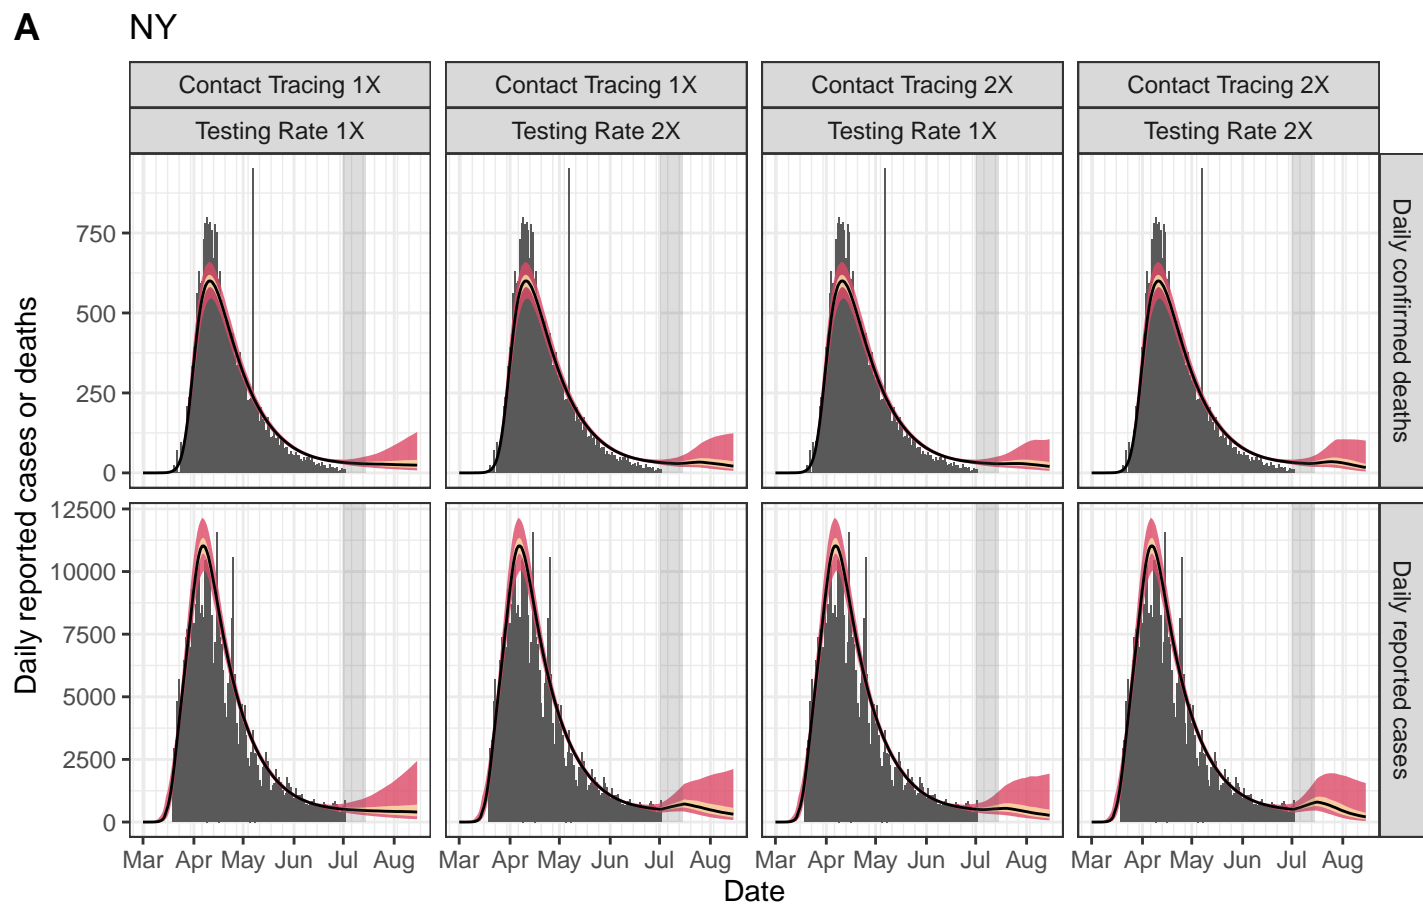 A NY
Contact Tracing 1X Contact Tracing 1X Contact Tracing 2X Contact Tracing 2X
Testing Rate 1X Testing Rate 2X Testing Rate 1X Testing Rate 2X
Daily reported cases or deaths
750
500
250
0
Daily confirmed deaths
12500
10000
7500
5000
2500
0
Daily reported cases
Mar Apr May Jun Jul Aug Mar Apr May Jun Jul Aug Mar Apr May Jun Jul Aug Mar Apr May Jun Jul Aug
Date